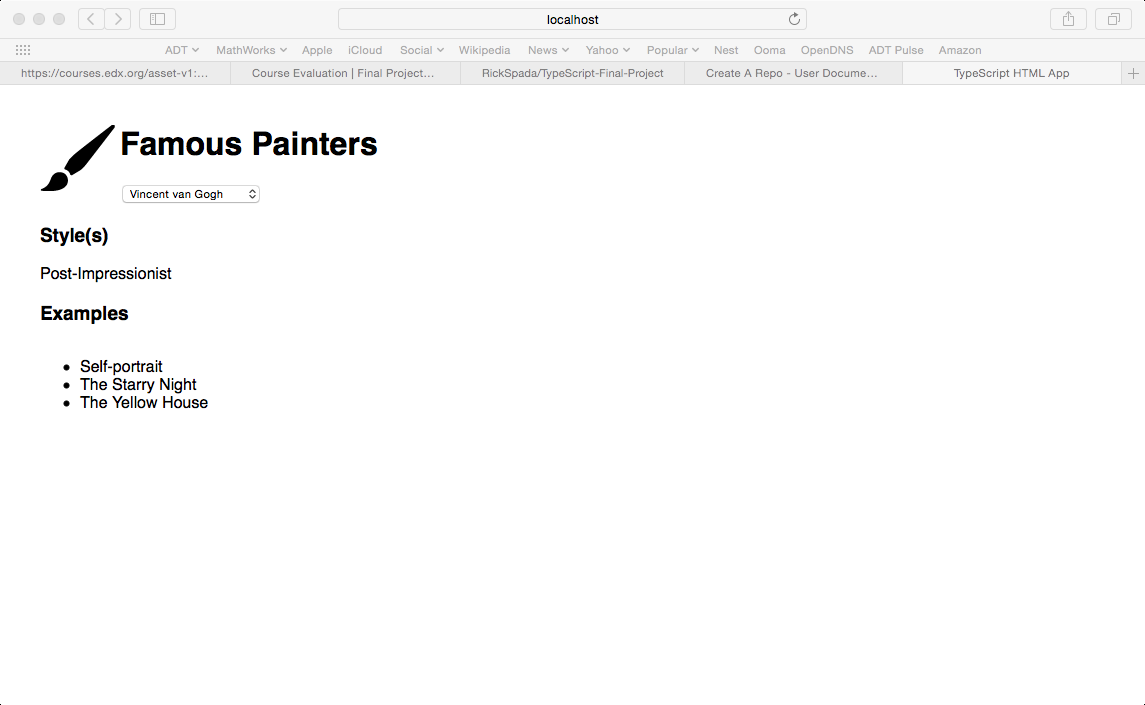 localhost
ADT MathWorks Apple iCloud Social Wikipedia News Yahoo Popular Nest Ooma OpenDNS ADT Pulse Amazon
https://courses.edx.org/asset-v1:... Course Evaluation | Final Project... RickSpada/TypeScript-Final-Project Create A Repo - User Docume... TypeScript HTML App
Famous Painters
Vincent van Gogh
Style(s)
Post-Impressionist
Examples
• Self-portrait
• The Starry Night
• The Yellow House